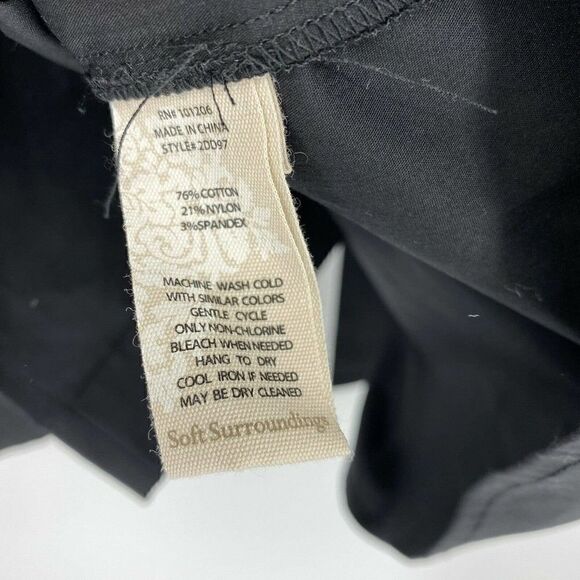 RN# 101206
MADE IN CHINA
STYLE# 2DD97
76% COTTON
21% NYLON
3% SPANDEX
MACHINE WASH COLD
WITH SIMILAR COLORS
GENTLE CYCLE
ONLY NON-CHLORINE
BLEACH WHEN NEEDED
HANG TO DRY
COOL IRON IF NEEDED
MAY BE DRY CLEANED
Soft Surroundings